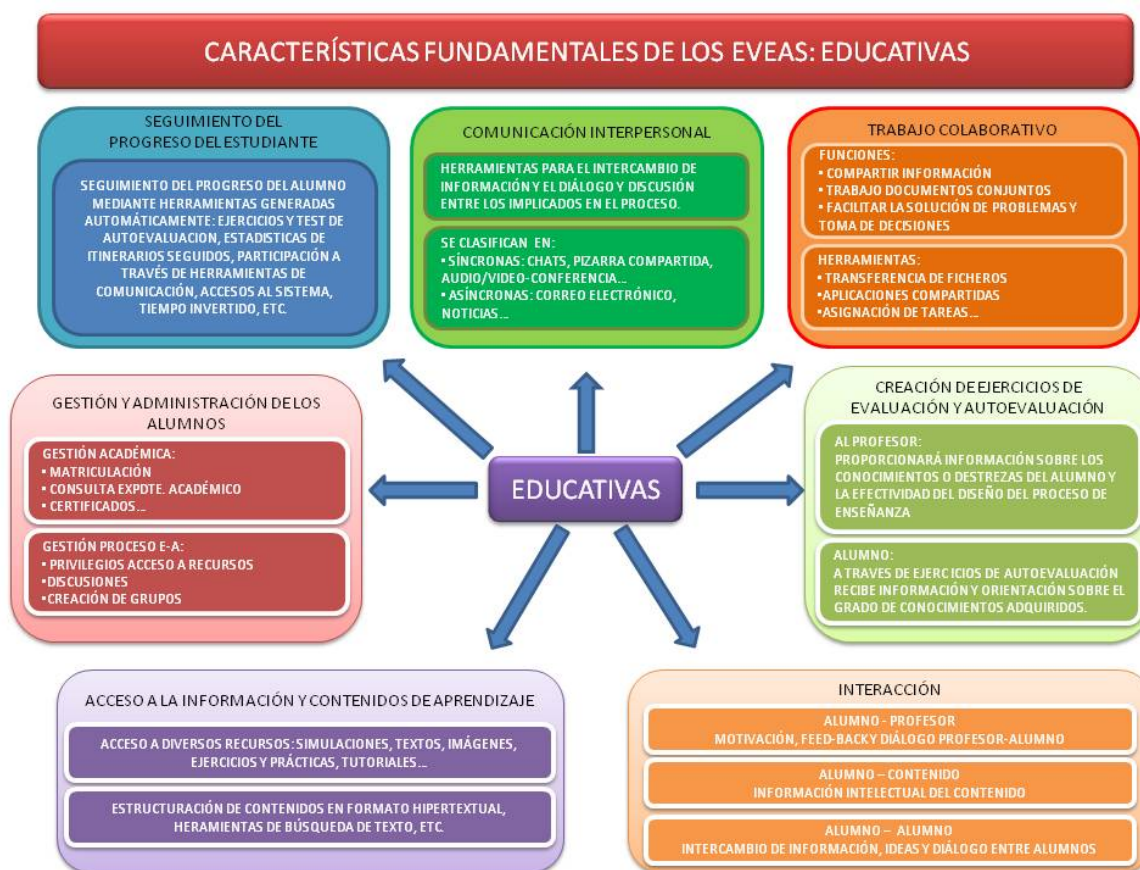 CARACTERÍSTICAS FUNDAMENTALES DE LOS EVEAS: EDUCATIVAS
SEGUIMIENTO DEL
PROGRESO DEL ESTUDIANTE
SEGUIMIENTO DEL PROGRESO DEL ALUMNO
MEDIANTE HERRAMIENTAS GENERADAS
AUTOMÁTICAMENTE: EJERCICIOS Y TEST DE
AUTOEVALUACION, ESTADISTICAS DE
ITINERARIOS SEGUIDOS, PARTICIPACIÓN A
TRAVÉS DE HERRAMIENTAS DE
COMUNICACIÓN, ACCESOS AL SISTEMA,
TIEMPO INVERTIDO, ETC.
COMUNICACIÓN INTERPERSONAL
HERRAMIENTAS PARA EL INTERCAMBIO DE
INFORMACIÓN Y EL DIÁLOGO Y DISCUSIÓN
ENTRE LOS IMPLICADOS EN EL PROCESO.
SE CLASIFICAN EN:
• SÍNCRONAS: CHATS, PIZARRA COMPARTIDA,
AUDIO/VIDEO-CONFERENCIA...
• ASÍNCRONAS: CORREO ELECTRÓNICO,
NOTICIAS...
TRABAJO COLABORATIVO
FUNCIONES:
• COMPARTIR INFORMACIÓN
• TRABAJO DOCUMENTOS CONJUNTOS
• FACILITAR LA SOLUCIÓN DE PROBLEMAS Y
TOMA DE DECISIONES
HERRAMIENTAS:
• TRANSFERENCIA DE FICHEROS
•APLICACIONES COMPARTIDAS
•ASIGNACIÓN DE TAREAS...
GESTIÓN Y ADMINISTRACIÓN DE LOS
ALUMNOS
GESTIÓN ACADÉMICA:
• MATRICULACIÓN
• CONSULTA EXPDTE. ACADÉMICO
• CERTIFICADOS...
GESTIÓN PROCESO E-A:
• PRIVILEGIOS ACCESO A RECURSOS
•DISCUSIONES
•CREACIÓN DE GRUPOS
EDUCATIVAS
CREACIÓN DE EJERCICIOS DE
EVALUACIÓN Y AUTOEVALUACIÓN
AL PROFESOR:
PROPORCIONARÁ INFORMACIÓN SOBRE LOS
CONOCIMIENTOS O DESTREZAS DEL ALUMNO Y
LA EFECTIVIDAD DEL DISEÑO DEL PROCESO DE
ENSEÑANZA
ALUMNO:
A TRAVES DE EJERCICIOS DE AUTOEVALUACIÓN
RECIBE INFORMACIÓN Y ORIENTACIÓN SOBRE EL
GRADO DE CONOCIMIENTOS ADQUIRIDOS.
ACCESO A LA INFORMACIÓN Y CONTENIDOS DE APRENDIZAJE
ACCESO A DIVERSOS RECURSOS: SIMULACIONES, TEXTOS, IMÁGENES,
EJERCICIOS Y PRÁCTICAS, TUTORIALES...
ESTRUCTURACIÓN DE CONTENIDOS EN FORMATO HIPERTEXTUAL,
HERAMIENTAS DE BÚSQUEDA DE TEXTO, ETC.
INTERACCIÓN
ALUMNO - PROFESOR
MOTIVACIÓN, FEED-BACK Y DIÁLOGO PROFESOR-ALUMNO
ALUMNO – CONTENIDO
INFORMACIÓN INTELECTUAL DEL CONTENIDO
ALUMNO – ALUMNO
INTERCAMBIO DE INFORMACIÓN, IDEAS Y DIÁLOGO ENTRE ALUMNOS